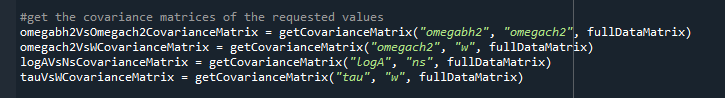 #get the covariance matrices of the requested values
omegabh2VsOmegach2CovarianceMatrix = getCovarianceMatrix("omegabh2", "omegach2", fullDataMatrix)
omegach2VsWCovarianceMatrix = getCovarianceMatrix("omegach2", "w", fullDataMatrix)
logAVsNsCovarianceMatrix = getCovarianceMatrix("logA", "ns", fullDataMatrix)
tauVsWCovarianceMatrix = getCovarianceMatrix("tau", "w", fullDataMatrix)